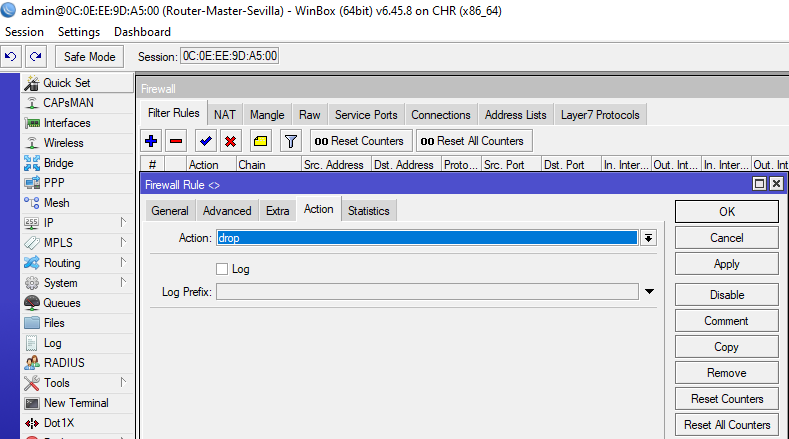 admin@0C:0E:EE:9D:A5:00 (Router-Master-Sevilla) - WinBox (64bit) v6.45.8 on CHR (x86_64)
Session Settings Dashboard
Safe Mode Session: 0C:0E:EE:9D:A5:00
Quick Set
CAPsMAN
Interfaces
Wireless
Bridge
PPP
Mesh
IP
MPLS
Routing
System
Queues
Files
Log
RADIUS
Tools
New Terminal
Dot1X
Firewall
Filter Rules NAT Mangle Raw Service Ports Connections Address Lists Layer7 Protocols
00 Reset Counters 00 Reset All Counters
# Action Chain Src. Address Dst. Address Proto... Src. Port Dst. Port In. Inter... Out. Int... In. Inter... Out. Int
Firewall Rule <>
General Advanced Extra Action Statistics
Action: drop
Log
Log Prefix:
OK
Cancel
Apply
Disable
Comment
Copy
Remove
Reset Counters
Reset All Counters